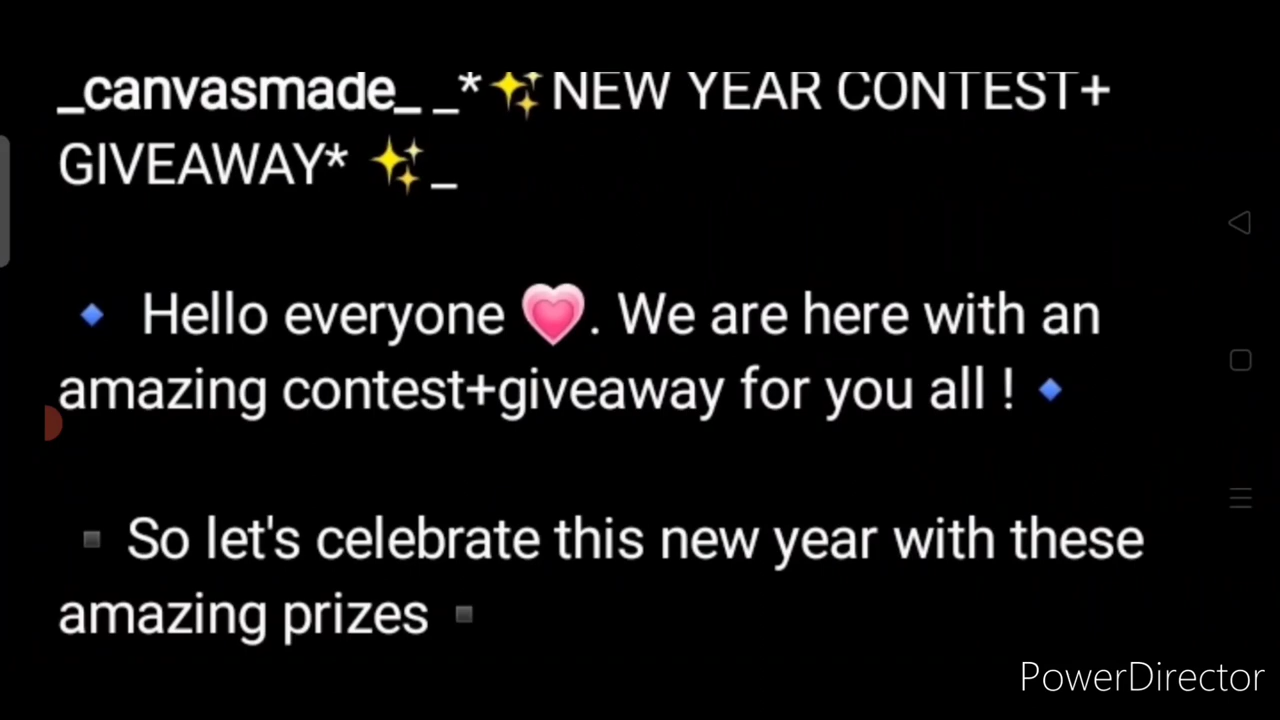 _canvasmade_ _*✨NEW YEAR CONTEST+
GIVEAWAY* ✨_
🔹 Hello everyone 💗. We are here with an
amazing contest+giveaway for you all !🔹
▪️So let's celebrate this new year with these
amazing prizes▪️
PowerDirector